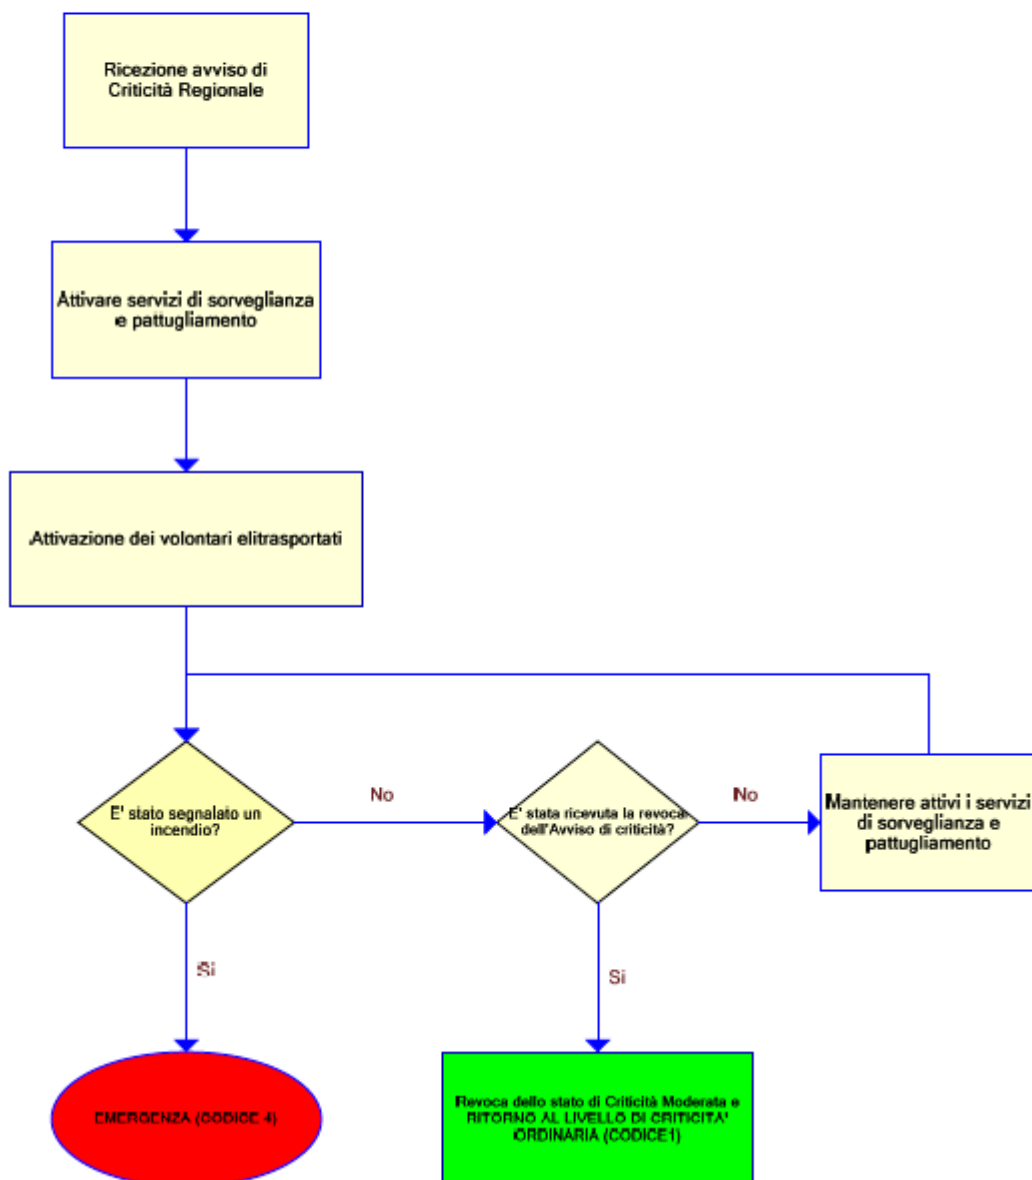 Ricezione avviso di
Criticità Regionale
Attivare servizi di sorveglianza
e pattugliamento
Attivazione dei volontari elitrasportati
E' stato segnalato un
incendio?
No
E' stata ricevuta la revoca
dell'Avviso di criticità?
No
Mantenere attivi i servizi
di sorveglianza e
pattugliamento
Si
Si
EMERGENZA (CODICE 4)
Revoca dello stato di Criticità Moderata e
RITORNO AL LIVELLO DI CRITICITA'
ORDINARIA (CODICE1)